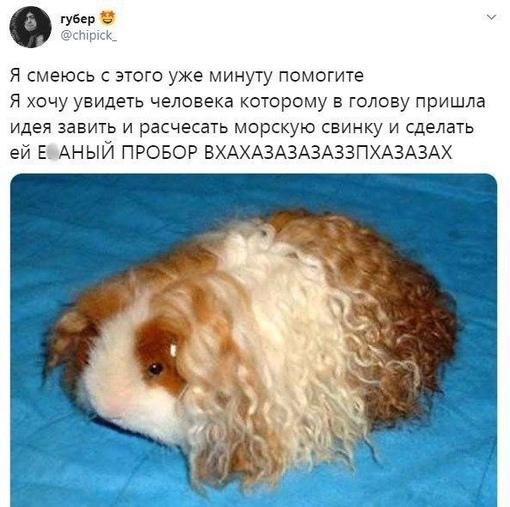 губер 🤩
@chipick_
Я смеюсь с этого уже минуту помогите
Я хочу увидеть человека которому в голову пришла
идея завить и расчесать морскую свинку и сделать
ей Е АНЫЙ ПРОБОР ВХАХАЗАЗАЗАЗЗПХАЗАЗАХ